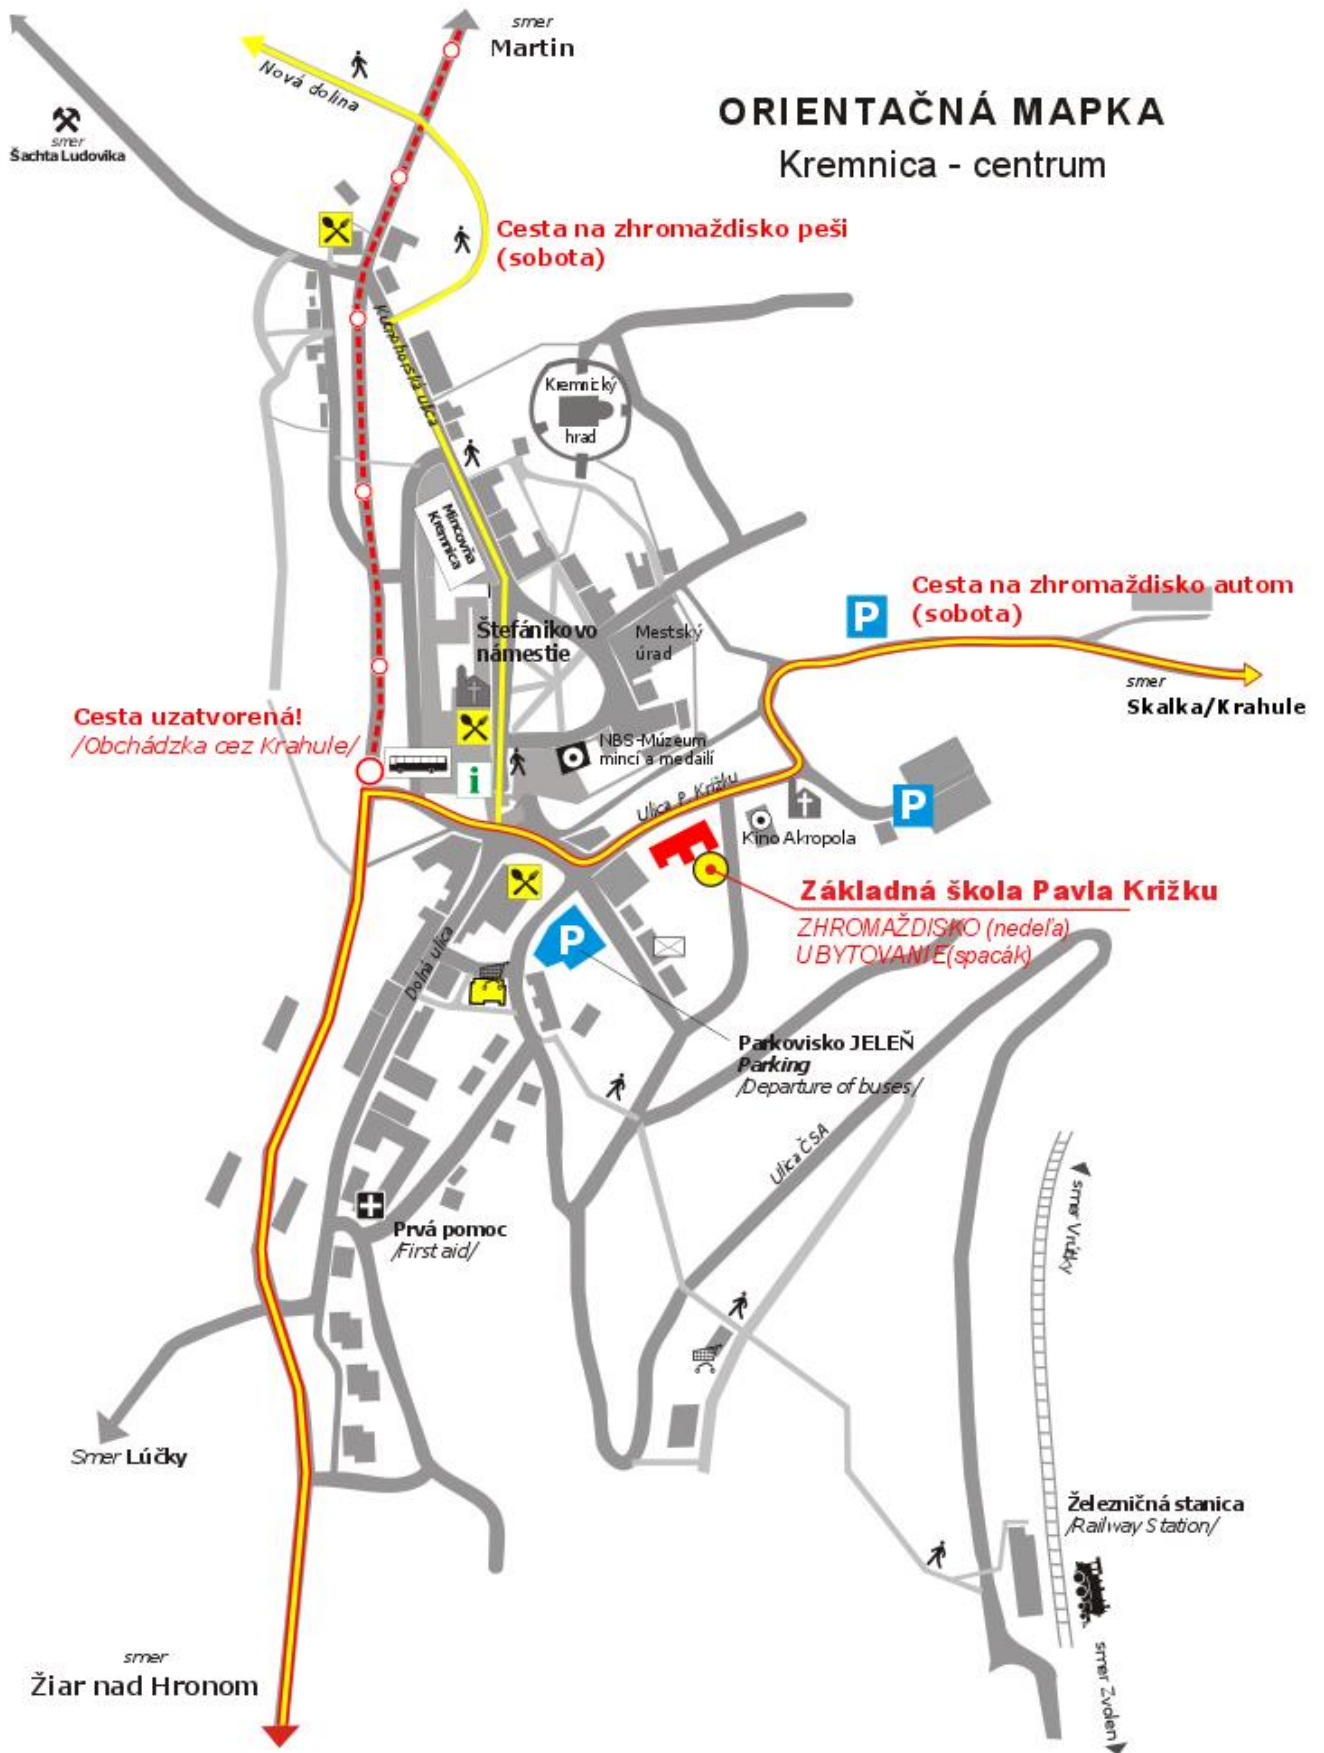 smer
Martin
Nová dolina
smer
Šachta Ludovika
ORIENTAČNÁ MAPKA
Kremnica - centrum
Cesta na zhromaždisko peši
(sobota)
Kutnohorská ulica
Kremnický
hrad
Mincovňa
Kremnica
Cesta na zhromaždisko autom
(sobota)
P
Štefánikovo
námestie
Mestský
úrad
smer
Skalka/Krahule
Cesta uzatvorená!
/Obchádzka cez Krahule/
NBS-Múzeum
mincí a medailí
i
Ulica P. Križku
P
Kino Akropola
Základná škola Pavla Križku
ZHROMAŽDISKO (nedeľa)
UBYTOVANIE(spacák)
P
Dolná ulica
Parkovisko JELEŇ
Parking
/Departure of buses/
Ulica ČSA
smer Vrútky
Prvá pomoc
/First aid/
Smer Lúčky
Železničná stanica
/Railway Station/
smer
Žiar nad Hronom
smer Zvolen